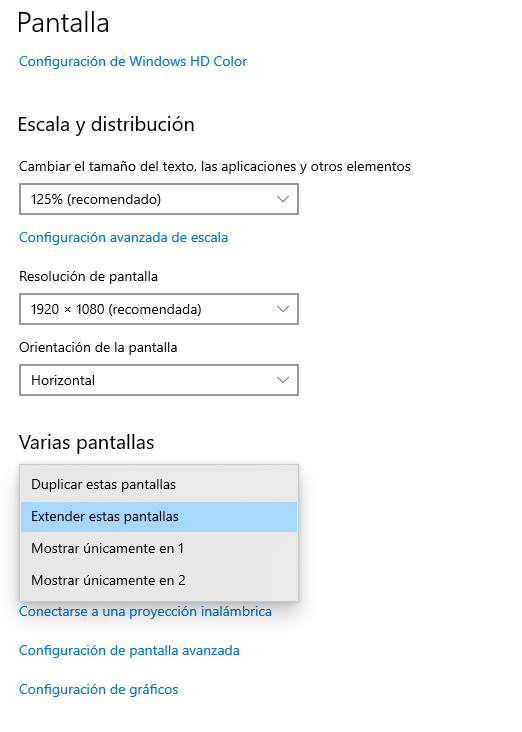 Pantalla
Configuración de Windows HD Color
Escala y distribución
Cambiar el tamaño del texto, las aplicaciones y otros elementos
125% (recomendado)
Configuración avanzada de escala
Resolución de pantalla
1920 × 1080 (recomendada)
Orientación de la pantalla
Horizontal
Varias pantallas
Duplicar estas pantallas
Extender estas pantallas
Mostrar únicamente en 1
Mostrar únicamente en 2
Conectarse a una proyección inalámbrica
Configuración de pantalla avanzada
Configuración de gráficos